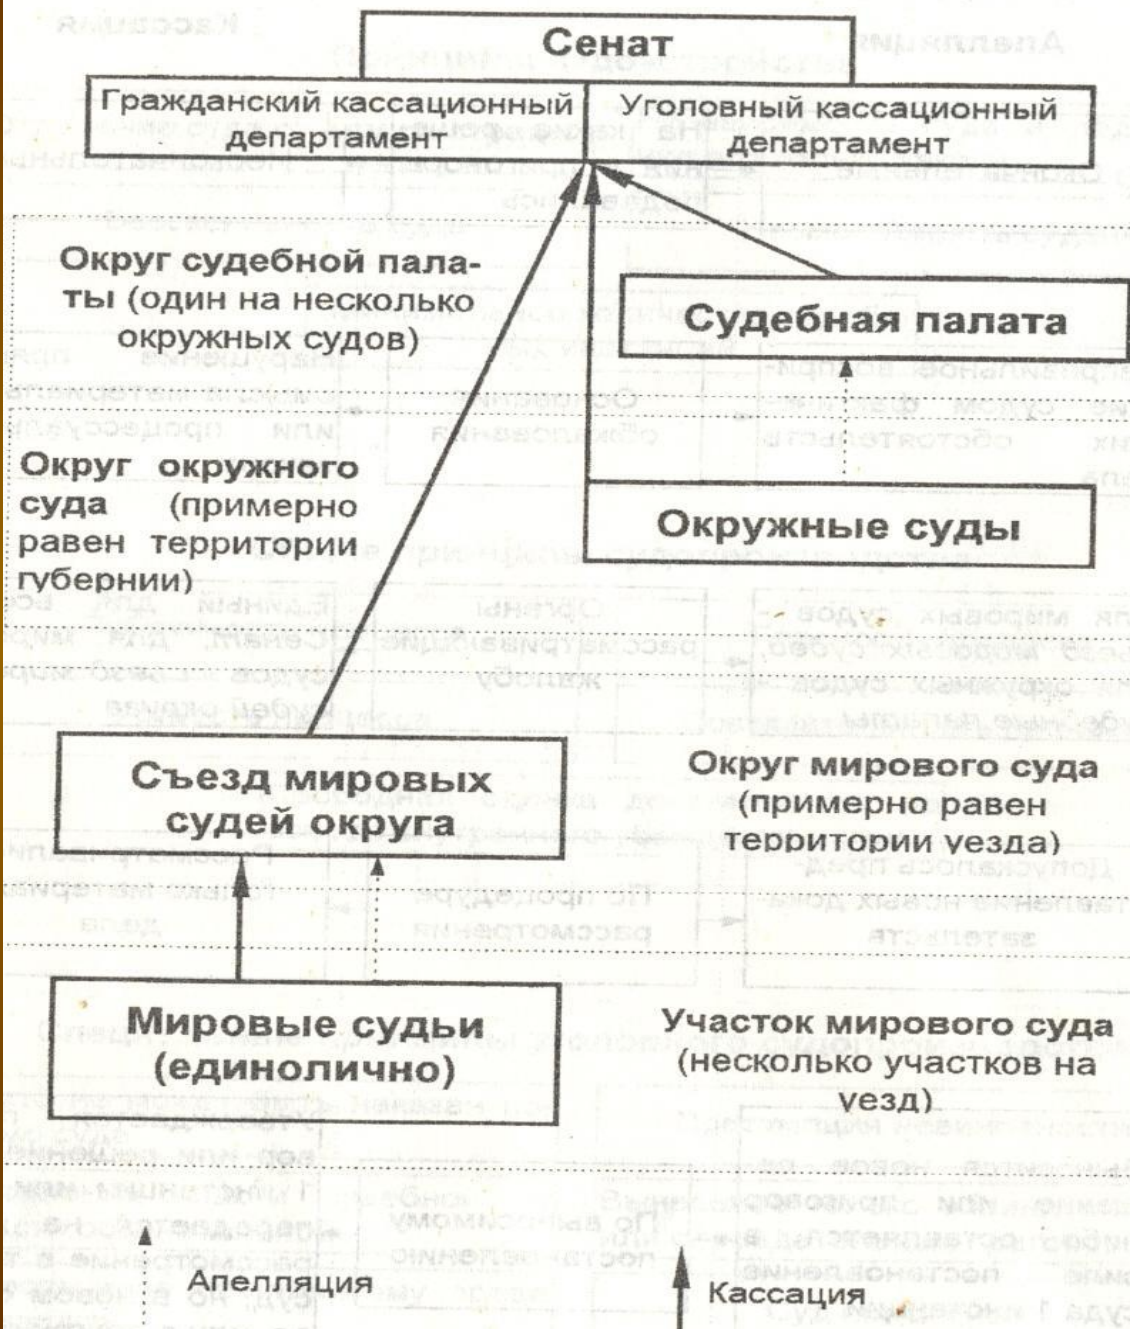 Сенат
Гражданский кассационный
департамент
Уголовный кассационный
департамент
Округ судебной пала-
ты (один на несколько
окружных судов)
Судебная палата
Округ окружного
суда (примерно
равен территории
губернии)
Окружные суды
Съезд мировых
судей округа
Округ мирового суда
(примерно равен
территории уезда)
Мировые судьи
(единолично)
Участок мирового суда
(несколько участков на
уезд)
Апелляция
Кассация